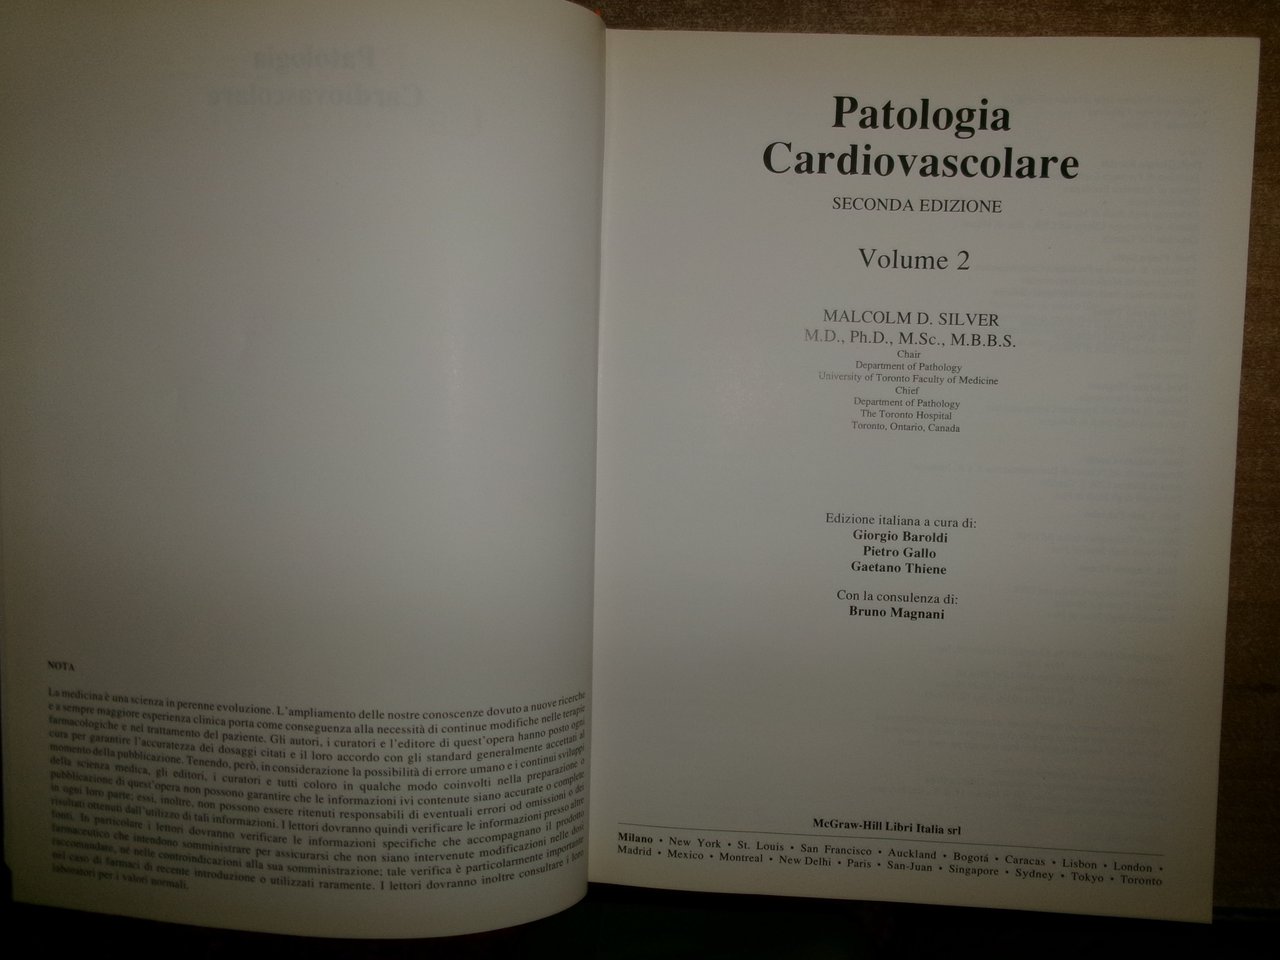 NOTA
La medicina è una scienza in perenne evoluzione. L'ampliamento delle nostre conoscenze dovuto a nuove ricerche
e a sempre maggiore esperienza clinica porta come conseguenza alla necessità di continue modifiche nelle terapie
farmacologiche e nel trattamento del paziente. Gli autori, i curatori e l'editore di quest'opera hanno posto ogni
cura per garantire l'accuratezza dei dosaggi citati e il loro accordo con gli standard generalmente accettati al
momento della pubblicazione. Tenendo, però, in considerazione la possibilità di errore umano e i continui sviluppi
della scienza medica, gli editori, i curatori e tutti coloro in qualche modo coinvolti nella preparazione o
pubblicazione di quest'opera non possono garantire che le informazioni ivi contenute siano accurate o complete
in ogni loro parte; essi, inoltre, non possono essere ritenuti responsabili di eventuali errori od omissioni o dei
risultati ottenuti dall'utilizzo di tali informazioni. I lettori dovranno quindi verificare le informazioni presso altre
fonti. In particolare i lettori dovranno verificare le informazioni specifiche che accompagnano il prodotto
farmaceutico che intendono somministrare per assicurarsi che non siano intervenute modificazioni nelle dosi
raccomandate, né nelle controindicazioni alla sua somministrazione; tale verifica è particolarmente importante
nel caso di farmaci di recente introduzione o utilizzati raramente. I lettori dovranno inoltre consultare i loro
laboratori per i valori normali.
Patologia
Cardiovascolare
SECONDA EDIZIONE
Volume 2
MALCOLM D. SILVER
M.D., Ph.D., M.Sc., M.B.B.S.
Chair
Department of Pathology
University of Toronto Faculty of Medicine
Chief
Department of Pathology
The Toronto Hospital
Toronto, Ontario, Canada
Edizione italiana a cura di:
Giorgio Baroldi
Pietro Gallo
Gaetano Thiene
Con la consulenza di:
Bruno Magnani
McGraw-Hill Libri Italia srl
Milano • New York • St. Louis • San Francisco • Auckland • Bogotá • Caracas • Lisbon • London •
Madrid • Mexico • Montreal • New Delhi • Paris • San-Juan • Singapore • Sydney • Tokyo • Toronto